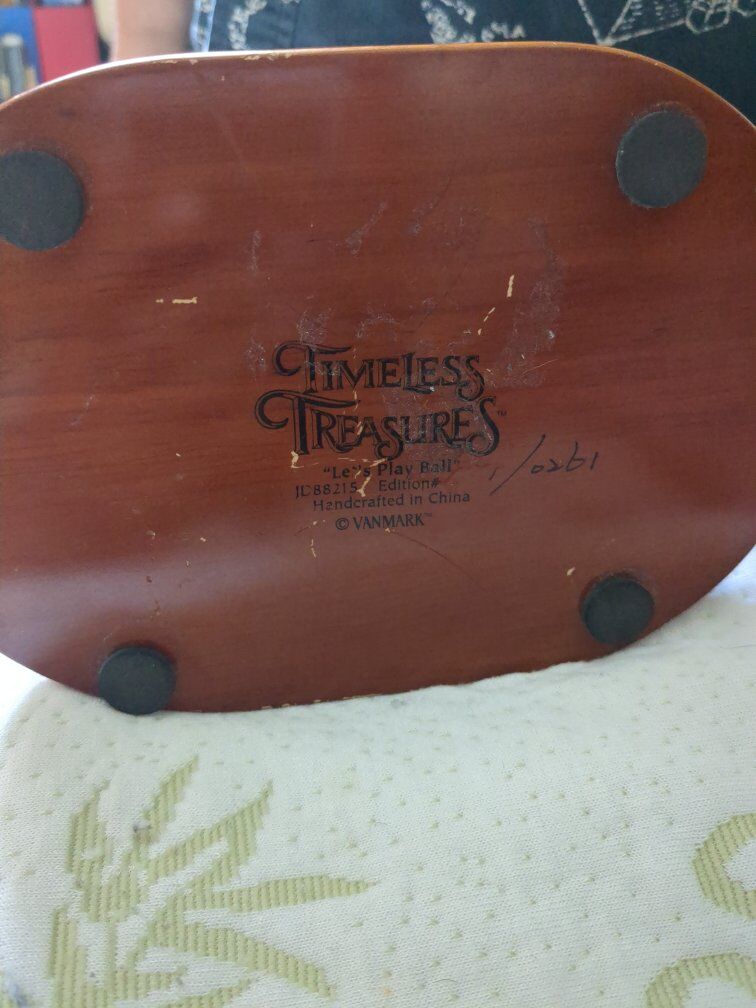 TIMELESS
TREASURES™
"Let's Play Ball"
JD88215 Edition# 1/0261
Handcrafted in China
© VANMARK™